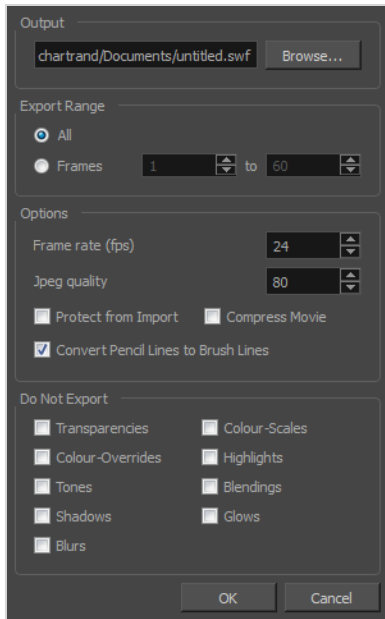 Output
chartrand/Documents/untitled.swf Browse...
Export Range
All
Frames 1 to 60
Options
Frame rate (fps) 24
Jpeg quality 80
Protect from Import Compress Movie
Convert Pencil Lines to Brush Lines
Do Not Export
Transparencies Colour-Scales
Colour-Overrides Highlights
Tones Blendings
Shadows Glows
Blurs
OK Cancel